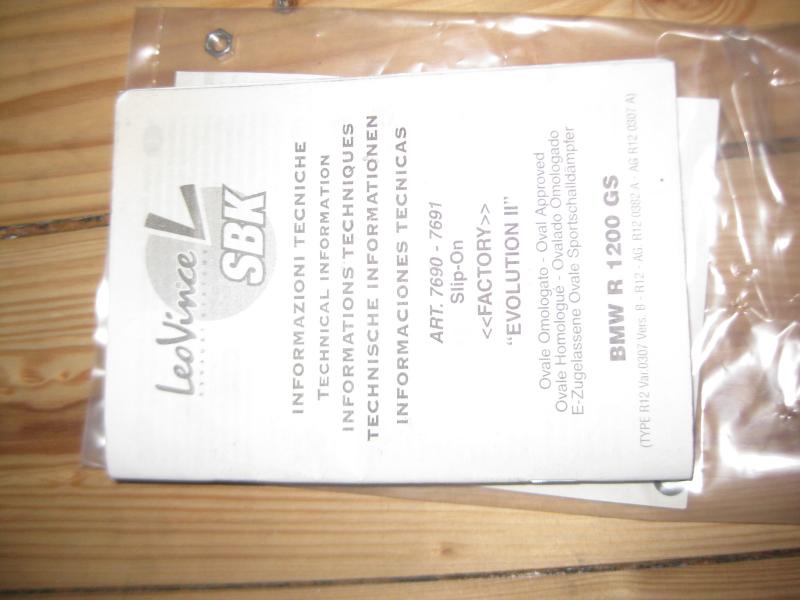 LeoVince
SBK
INFORMAZIONI TECNICHE
TECHNICAL INFORMATION
INFORMATIONS TECHNIQUES
TECHNISCHE INFORMATIONEN
INFORMACIONES TECNICAS
ART. 7690 - 7691
Slip-On
<<FACTORY>>
“EVOLUTION II”
Ovale Omologato - Oval Approved
Ovale Homologué - Ovalado Omologado
E-Zugelassene Ovale Sportschalldämpfer
BMW R 1200 GS
(TYPE R12 Var.0307 Vers. B - R12 - AG R12 0382 A - AG R12 0307 A)